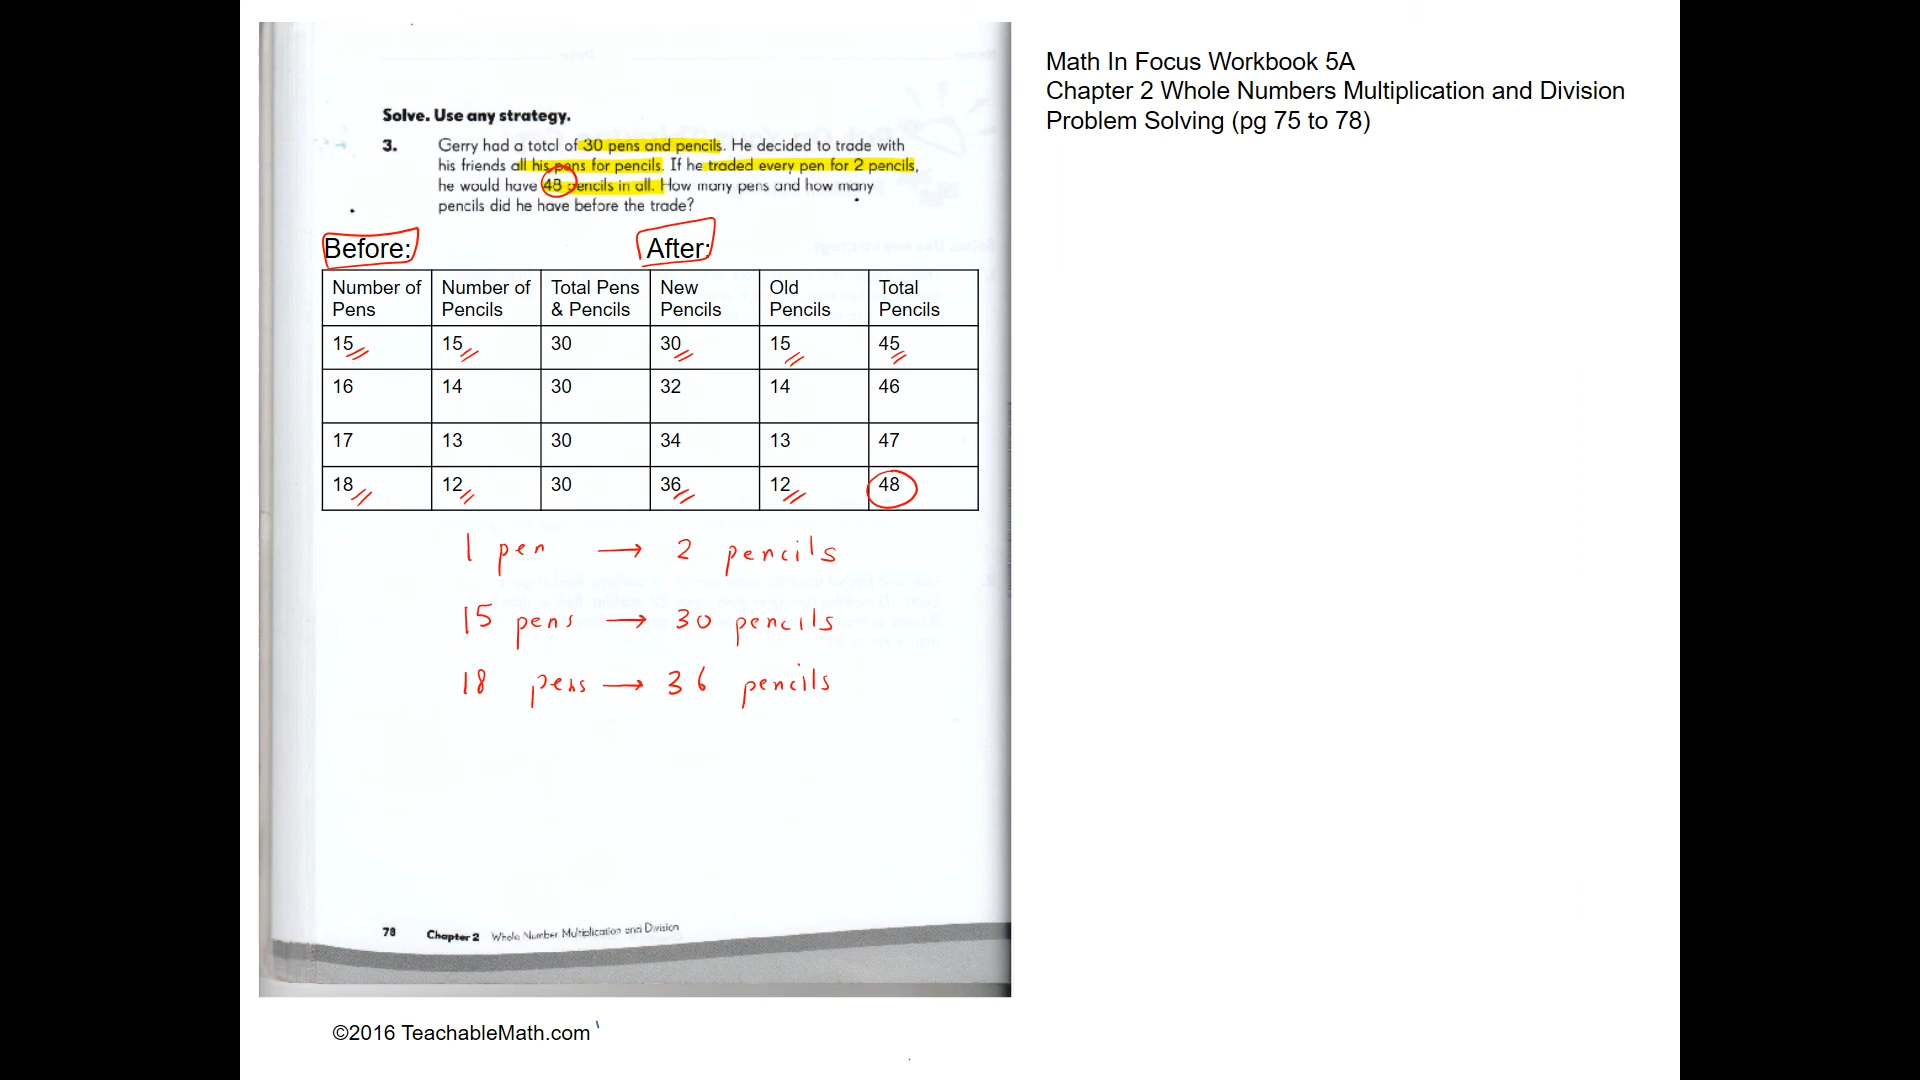 Math In Focus Workbook 5A
Chapter 2 Whole Numbers Multiplication and Division
Problem Solving (pg 75 to 78)
Solve. Use any strategy.
3. Gerry had a total of 30 pens and pencils. He decided to trade with
his friends all his pens for pencils. If he traded every pen for 2 pencils,
he would have 48 pencils in all. How many pens and how many
pencils did he have before the trade?
Before: After:
Number of Pens Number of Pencils Total Pens & Pencils New Pencils Old Pencils Total Pencils
15 15 30 30 15 45
16 14 30 32 14 46
17 13 30 34 13 47
18 12 30 36 12 48
1 pen → 2 pencils
15 pens → 30 pencils
18 pens → 36 pencils
78 Chapter 2 Whole Number Multiplication and Division
©2016 TeachableMath.com